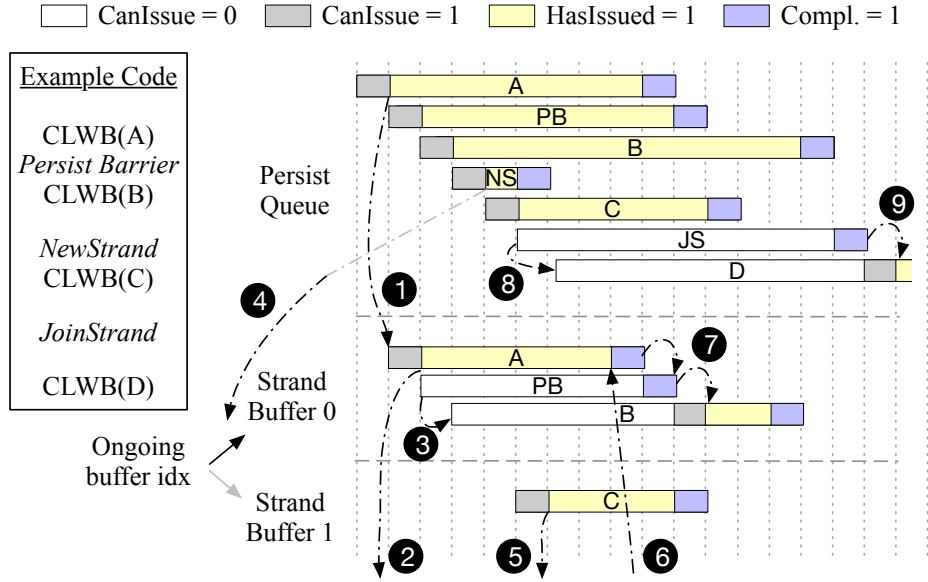 CanIssue = 0 CanIssue = 1 HasIssued = 1 Compl. = 1
Example Code
CLWB(A)
Persist Barrier
CLWB(B)
NewStrand
CLWB(C)
JoinStrand
CLWB(D)
Persist
Queue
A
PB
B
NS
C
JS
D
9
8
4
1
Strand
Buffer 0
A
PB
B
7
3
Ongoing
buffer idx
Strand
Buffer 1
C
2
5
6